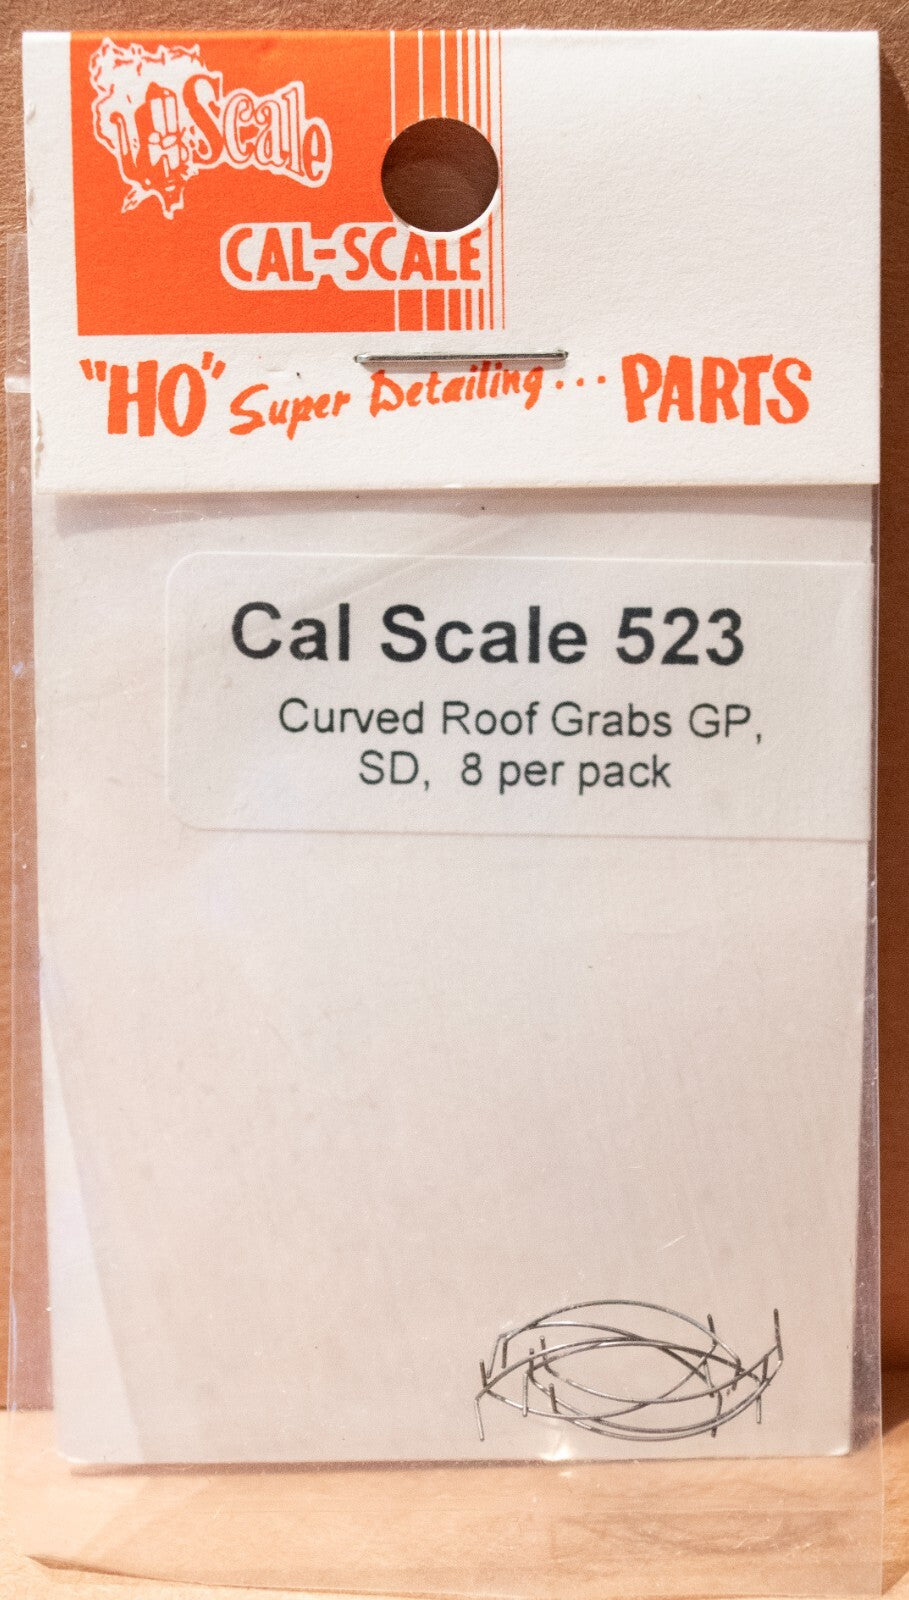 Scale
CAL-SCALE
"HO" Super Detailing... PARTS
Cal Scale 523
Curved Roof Grabs GP,
SD, 8 per pack